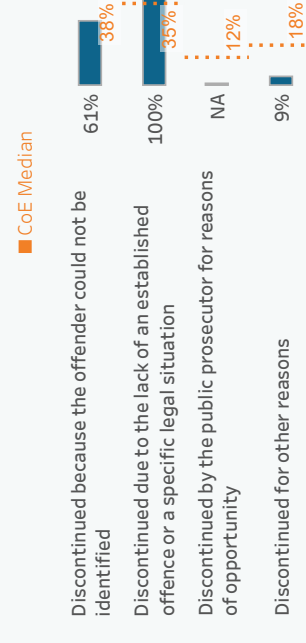 CoE Median
Discontinued because the offender could not be
identified
61%
38%
Discontinued due to the lack of an established
offence or a specific legal situation
100%
35%
Discontinued by the public prosecutor for reasons
of opportunity
NA
12%
Discontinued for other reasons
9%
18%